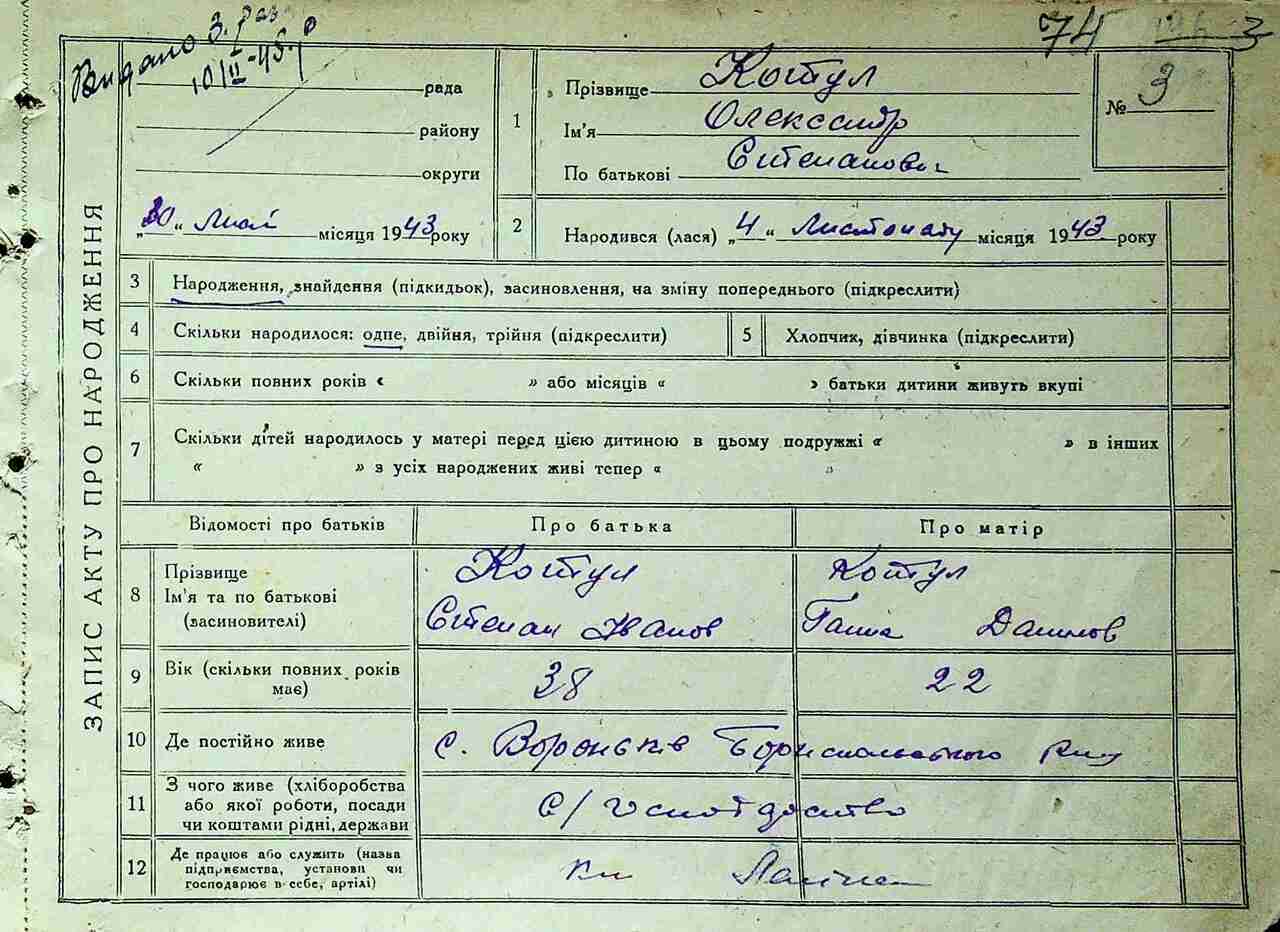 Видано 3. раз
10/II-45 р
74
3
рада
району
округи
"30" 1943 року
1
Прізвище Котул
Ім'я Олександр
По батькові Степанович
№ 3
2
Народився (лася) "4" Листопаду місяця 1943 року
місяця
ЗАПИС АКТУ ПРО НАРОДЖЕННЯ
3 Народження, знайдення (підкидьок), засиновлення, на зміну попереднього (підкреслити)
4 Скільки народилося: одне, двійня, трійня (підкреслити) 5 Хлопчик, дівчинка (підкреслити)
6 Скільки повних років « » або місяців « » батьки дитини живуть вкупі
7 Скільки дітей народилось у матері перед цією дитиною в цьому подружжі « » в інших
« » з усіх народжених живі тепер « »
Відомості про батьків Про батька Про матір
8 Прізвище Котул Котул
Ім'я та по батькові Степан Іванов Ганна Данилов
(засиновителі)
9 Вік (скільки повних років 38 22
має)
10 Де постійно живе с. Вороньків Бориспольського
11 З чого живе (хліборобства
або якої роботи, посади с/господарство
чи коштами рідні, держави
12 Де працює або служить (назва
підприємства, установи чи
господарює в себе, артілі)